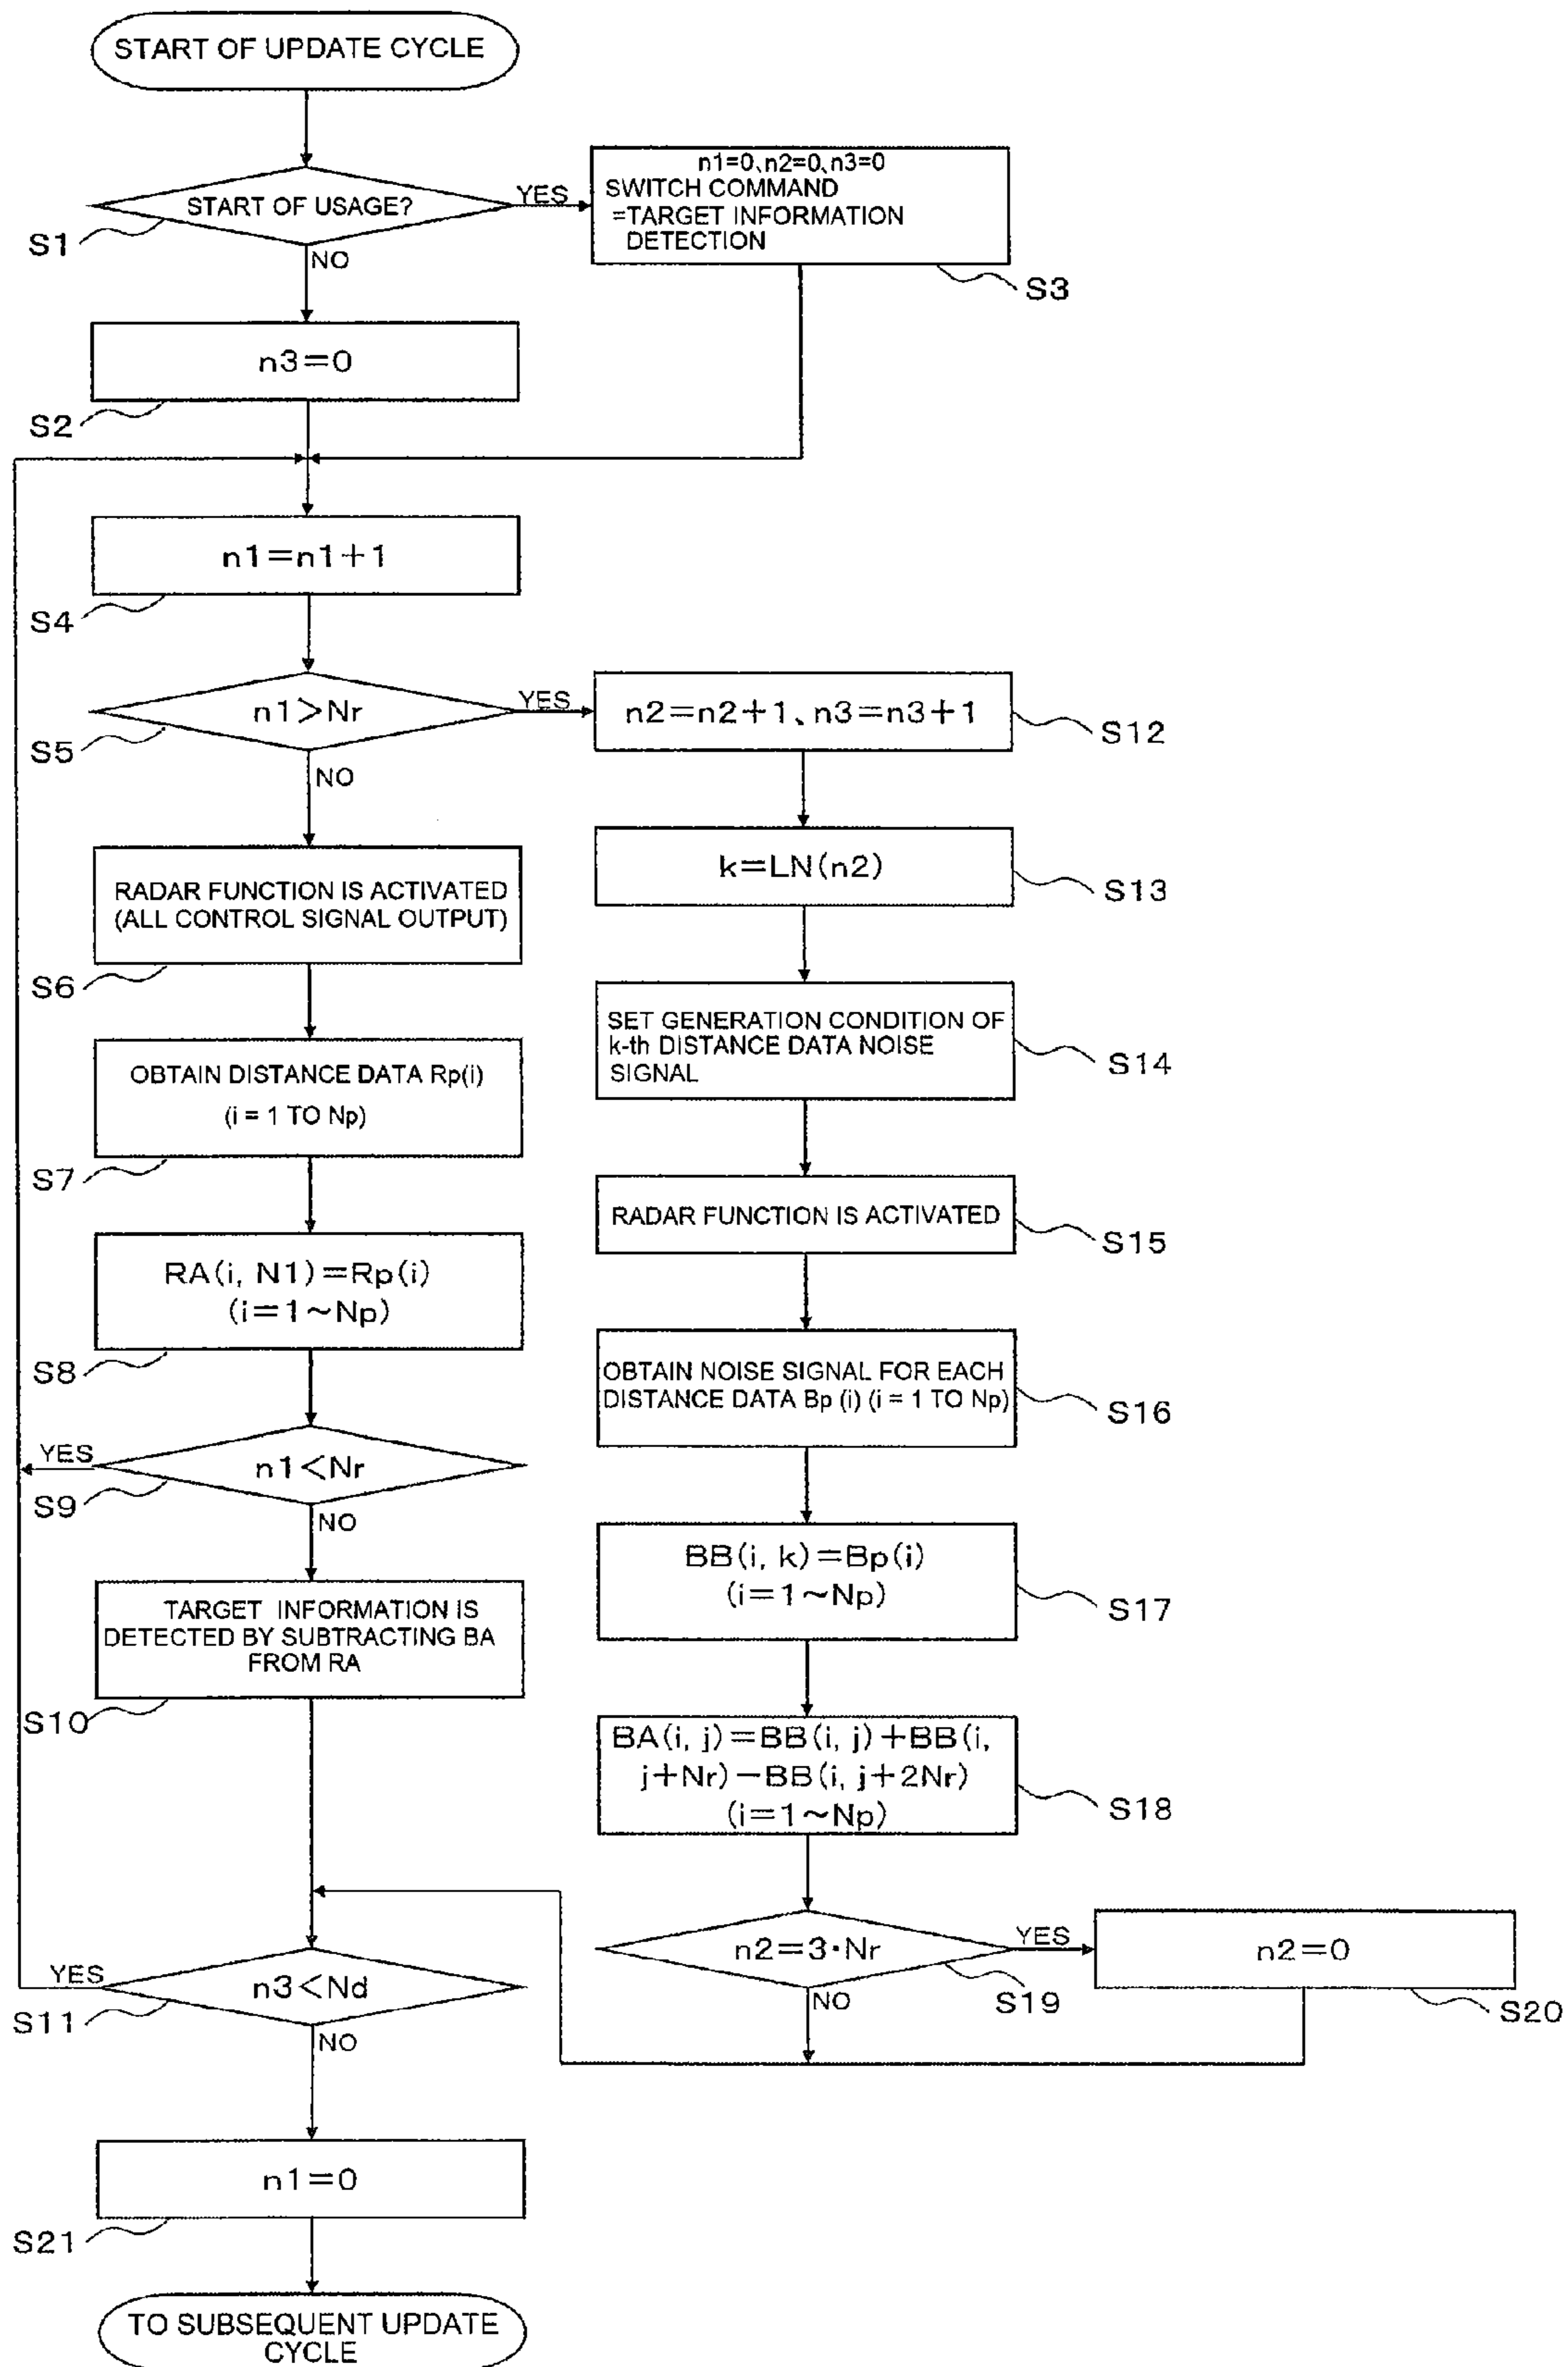 START OF UPDATE CYCLE
START OF USAGE?
YES
S1
NO
n1=0、n2=0、n3=0
SWITCH COMMAND
=TARGET INFORMATION
DETECTION
S3
n3=0
S2
n1=n1+1
S4
n1>Nr
YES
S5
NO
n2=n2+1、n3=n3+1
S12
k=LN(n2)
S13
RADAR FUNCTION IS ACTIVATED
(ALL CONTROL SIGNAL OUTPUT)
S6
SET GENERATION CONDITION OF
k-th DISTANCE DATA NOISE
SIGNAL
S14
OBTAIN DISTANCE DATA Rp(i)
(i = 1 TO Np)
S7
RADAR FUNCTION IS ACTIVATED
S15
RA(i, N1)=Rp(i)
(i=1~Np)
S8
OBTAIN NOISE SIGNAL FOR EACH
DISTANCE DATA Bp (i) (i = 1 TO Np)
S16
YES
n1<Nr
S9
NO
BB(i, k)=Bp(i)
(i=1~Np)
S17
TARGET INFORMATION IS
DETECTED BY SUBTRACTING BA
FROM RA
S10
BA(i, j)=BB(i, j)+BB(i,
j+Nr)-BB(i, j+2Nr)
(i=1~Np)
S18
n2=3·Nr
YES
S19
NO
n2=0
S20
YES
n3<Nd
S11
NO
n1=0
S21
TO SUBSEQUENT UPDATE
CYCLE